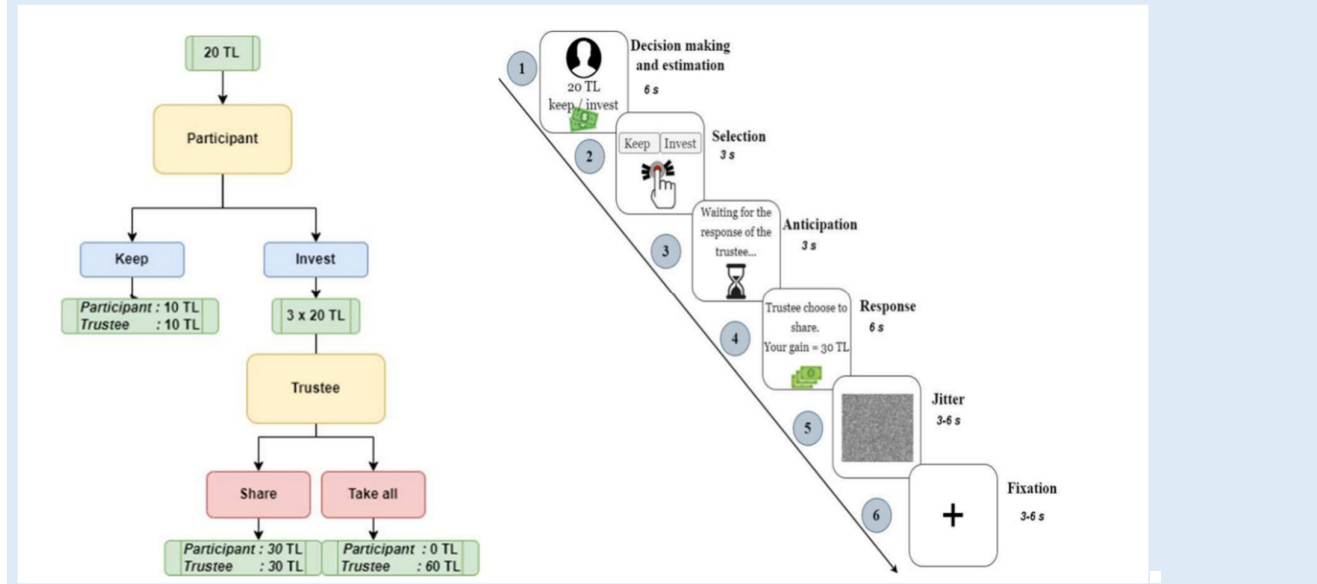 20 TL
Participant
Keep
Invest
Participant : 10 TL
Trustee : 10 TL
3 x 20 TL
Trustee
Share
Take all
Participant : 30 TL
Trustee : 30 TL
Participant : 0 TL
Trustee : 60 TL
1
20 TL
keep / invest
Decision making
and estimation
6 s
2
Keep
Invest
Selection
3 s
3
Waiting for the
response of the
trustee...
Anticipation
3 s
4
Trustee choose to
share.
Your gain = 30 TL
Response
6 s
5
Jitter
3-6 s
6
+
Fixation
3-6 s